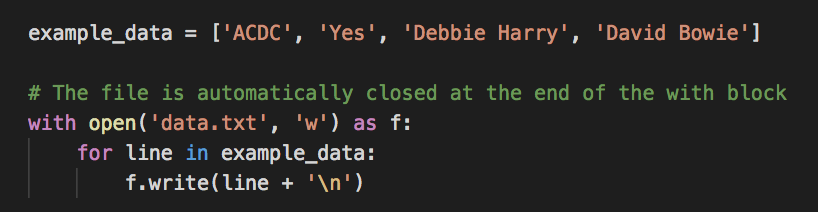 example_data = ['ACDC', 'Yes', 'Debbie Harry', 'David Bowie']
# The file is automatically closed at the end of the with block
with open('data.txt', 'w') as f:
    for line in example_data:
        f.write(line + '\n')